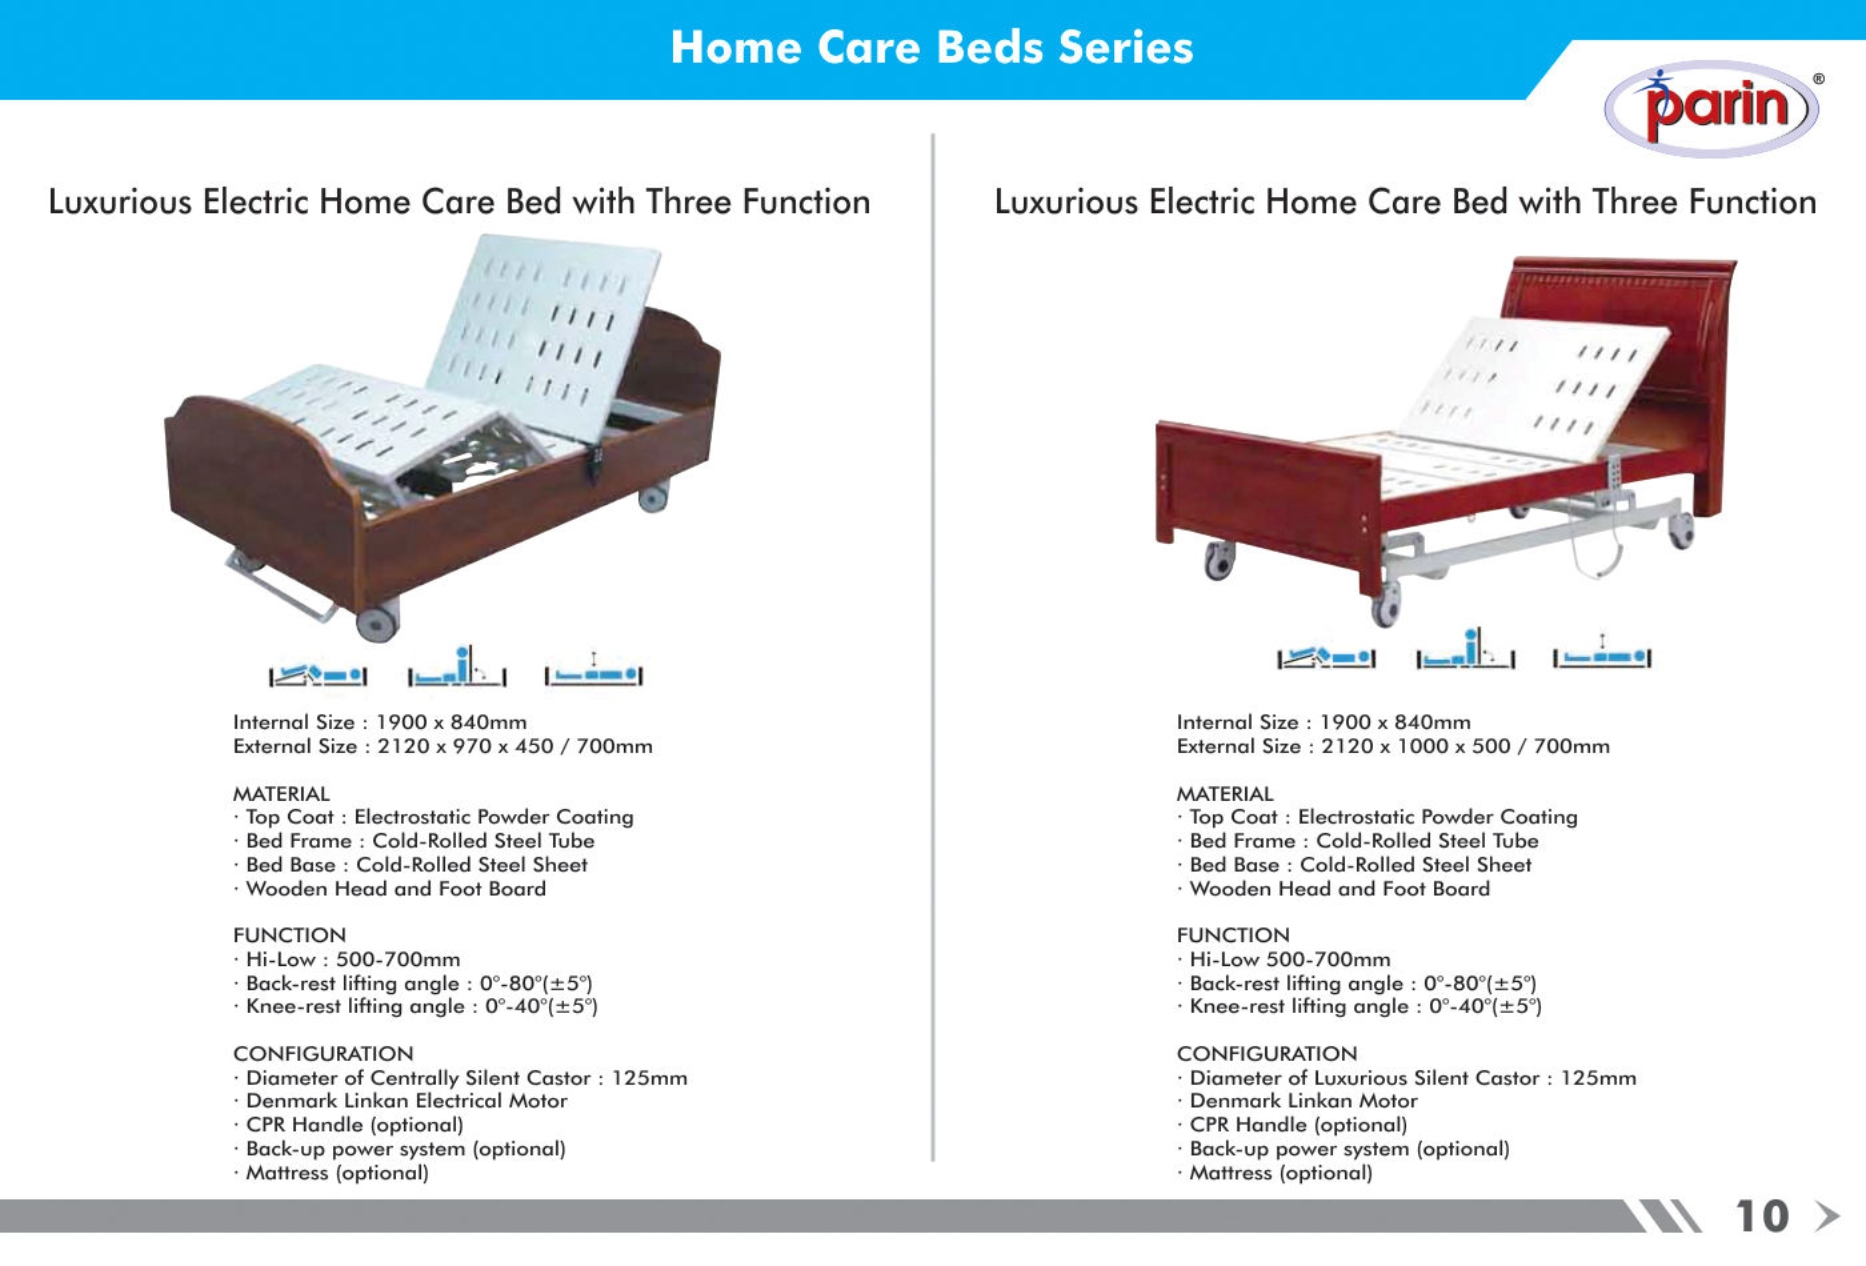 Home Care Beds Series
parin®
Luxurious Electric Home Care Bed with Three Function
Internal Size : 1900 x 840mm
External Size : 2120 x 970 x 450 / 700mm
MATERIAL
· Top Coat : Electrostatic Powder Coating
· Bed Frame : Cold-Rolled Steel Tube
· Bed Base : Cold-Rolled Steel Sheet
· Wooden Head and Foot Board
FUNCTION
· Hi-Low : 500-700mm
· Back-rest lifting angle : 0°-80°(±5°)
· Knee-rest lifting angle : 0°-40°(±5°)
CONFIGURATION
· Diameter of Centrally Silent Castor : 125mm
· Denmark Linkan Electrical Motor
· CPR Handle (optional)
· Back-up power system (optional)
· Mattress (optional)
Luxurious Electric Home Care Bed with Three Function
Internal Size : 1900 x 840mm
External Size : 2120 x 1000 x 500 / 700mm
MATERIAL
· Top Coat : Electrostatic Powder Coating
· Bed Frame : Cold-Rolled Steel Tube
· Bed Base : Cold-Rolled Steel Sheet
· Wooden Head and Foot Board
FUNCTION
· Hi-Low 500-700mm
· Back-rest lifting angle : 0°-80°(±5°)
· Knee-rest lifting angle : 0°-40°(±5°)
CONFIGURATION
· Diameter of Luxurious Silent Castor : 125mm
· Denmark Linkan Motor
· CPR Handle (optional)
· Back-up power system (optional)
· Mattress (optional)
10